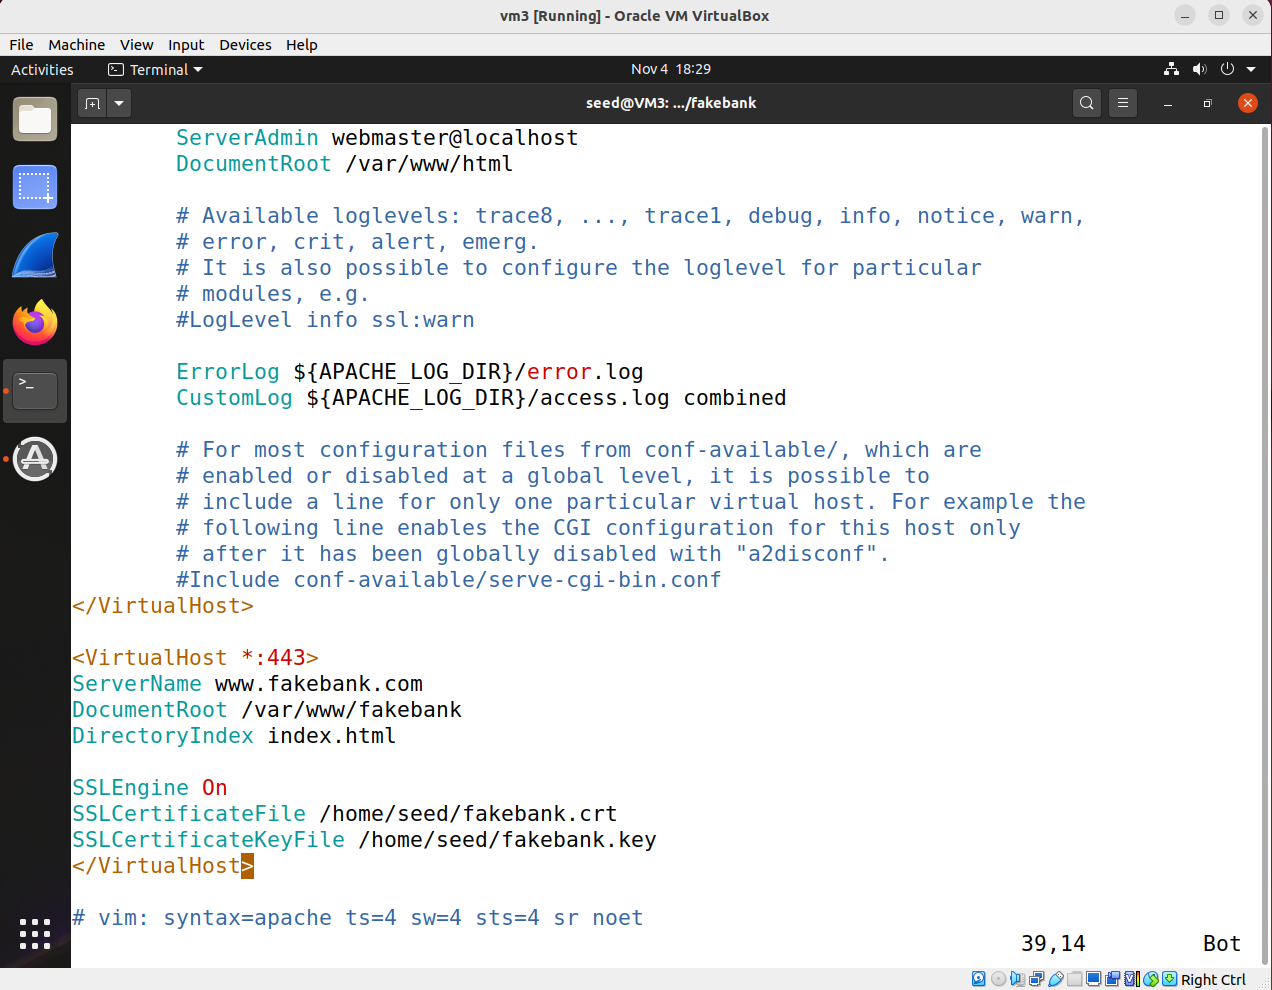 vm3 [Running] - Oracle VM VirtualBox
File Machine View Input Devices Help
Activities Terminal Nov 4 18:29
seed@VM3: .../fakebank
ServerAdmin webmaster@localhost
DocumentRoot /var/www/html
# Available loglevels: trace8, ..., trace1, debug, info, notice, warn,
# error, crit, alert, emerg.
# It is also possible to configure the loglevel for particular
# modules, e.g.
#LogLevel info ssl:warn
ErrorLog ${APACHE_LOG_DIR}/error.log
CustomLog ${APACHE_LOG_DIR}/access.log combined
# For most configuration files from conf-available/, which are
# enabled or disabled at a global level, it is possible to
# include a line for only one particular virtual host. For example the
# following line enables the CGI configuration for this host only
# after it has been globally disabled with "a2disconf".
#Include conf-available/serve-cgi-bin.conf
</VirtualHost>
<VirtualHost *:443>
ServerName www.fakebank.com
DocumentRoot /var/www/fakebank
DirectoryIndex index.html
SSLEngine On
SSLCertificateFile /home/seed/fakebank.crt
SSLCertificateKeyFile /home/seed/fakebank.key
</VirtualHost>
# vim: syntax=apache ts=4 sw=4 sts=4 sr noet
39,14 Bot
Right Ctrl